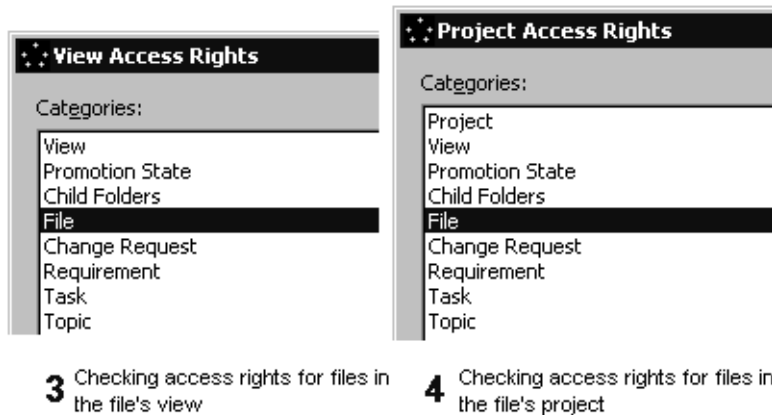 View Access Rights
Categories:
View
Promotion State
Child Folders
File
Change Request
Requirement
Task
Topic
3 Checking access rights for files in
the file's view
Project Access Rights
Categories:
Project
View
Promotion State
Child Folders
File
Change Request
Requirement
Task
Topic
4 Checking access rights for files in
the file's project